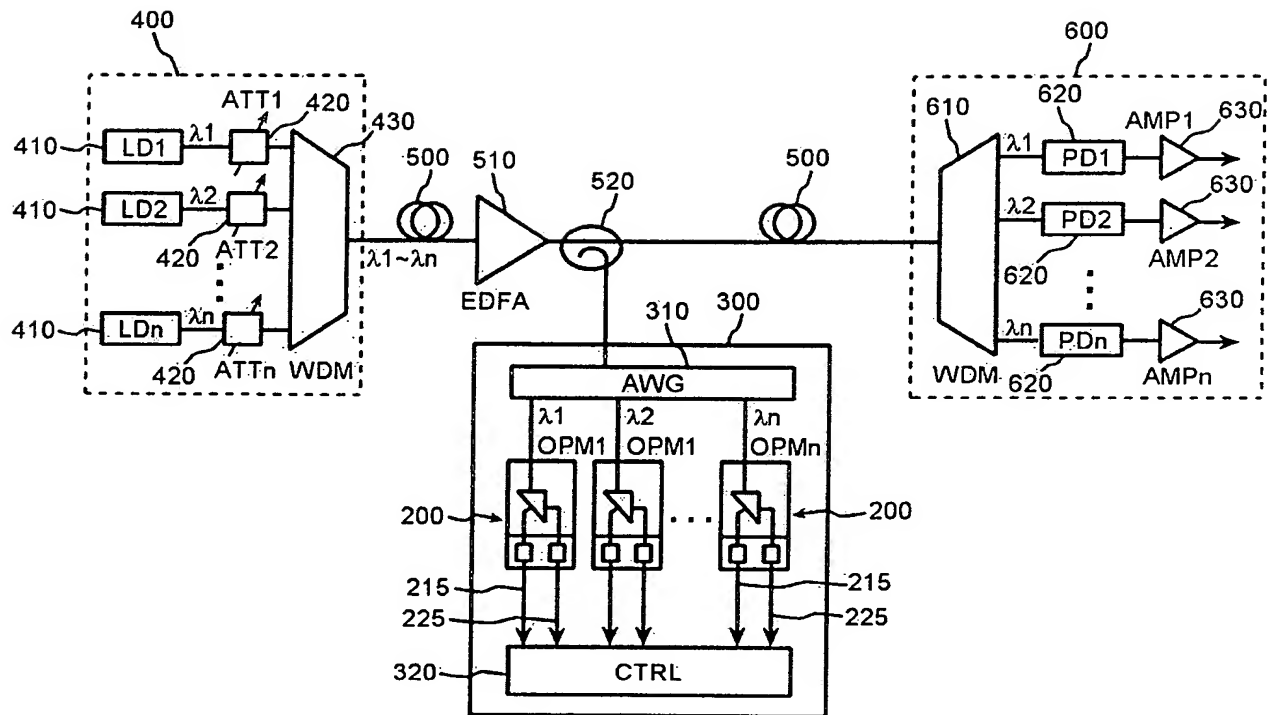 400
600
ATT1
420
430
λ1
LD1
410
500
510
520
500
610
620
AMP1
630
λ1
PD1
λ2
LD2
410
420
ATT2
λ1~λn
EDFA
λ2
PD2
630
620
AMP2
λn
LDn
410
420
ATTn
WDM
310
300
λn
PDn
630
WDM
620
AMPn
AWG
λ1
λ2
λn
OPM1
OPM1
OPMn
200
200
215
215
225
225
320
CTRL